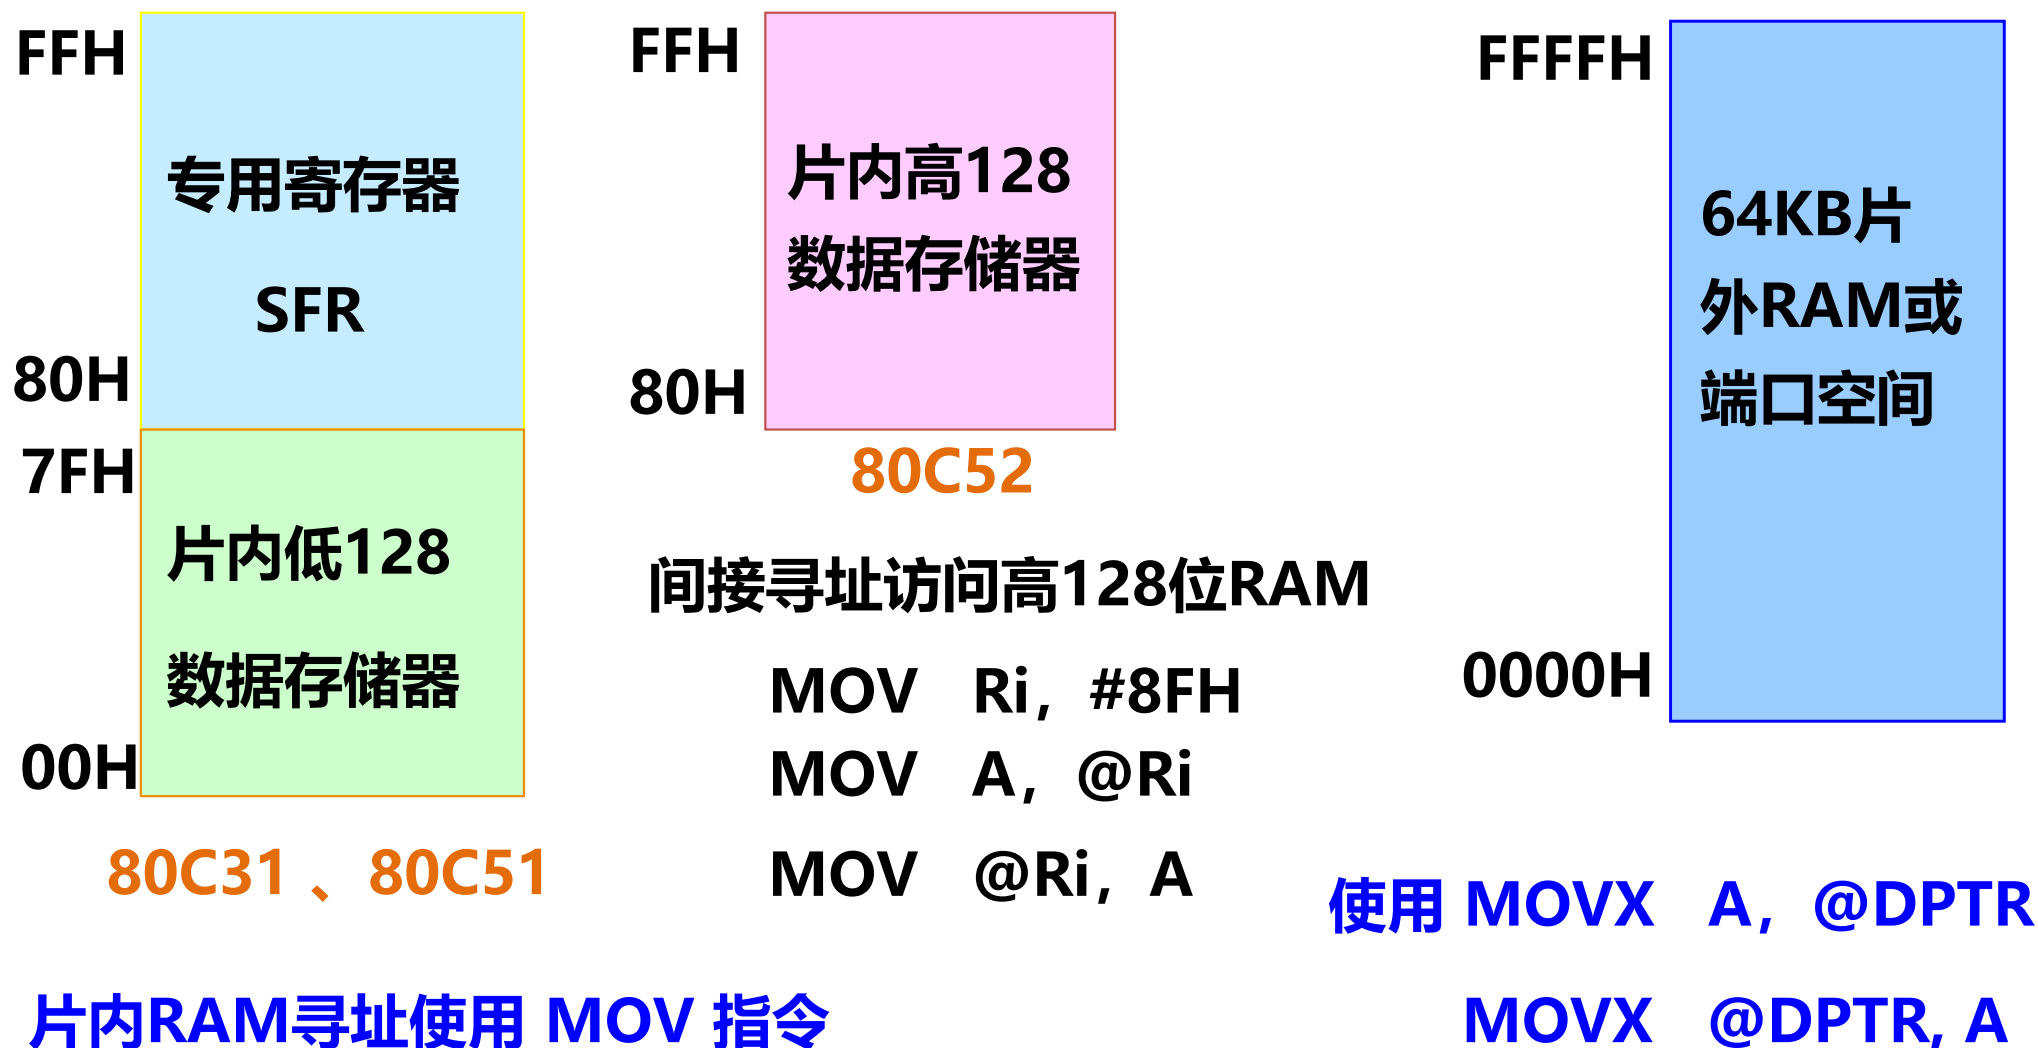 FFH
专用寄存器
SFR
80H
7FH
片内低128
数据存储器
00H
80C31 、80C51
片内RAM寻址使用 MOV 指令
FFH
片内高128
数据存储器
80H
80C52
间接寻址访问高128位RAM
MOV Ri，#8FH
MOV A，@Ri
MOV @Ri，A
FFFFH
64KB片
外RAM或
端口空间
0000H
使用 MOVX A，@DPTR
MOVX @DPTR, A